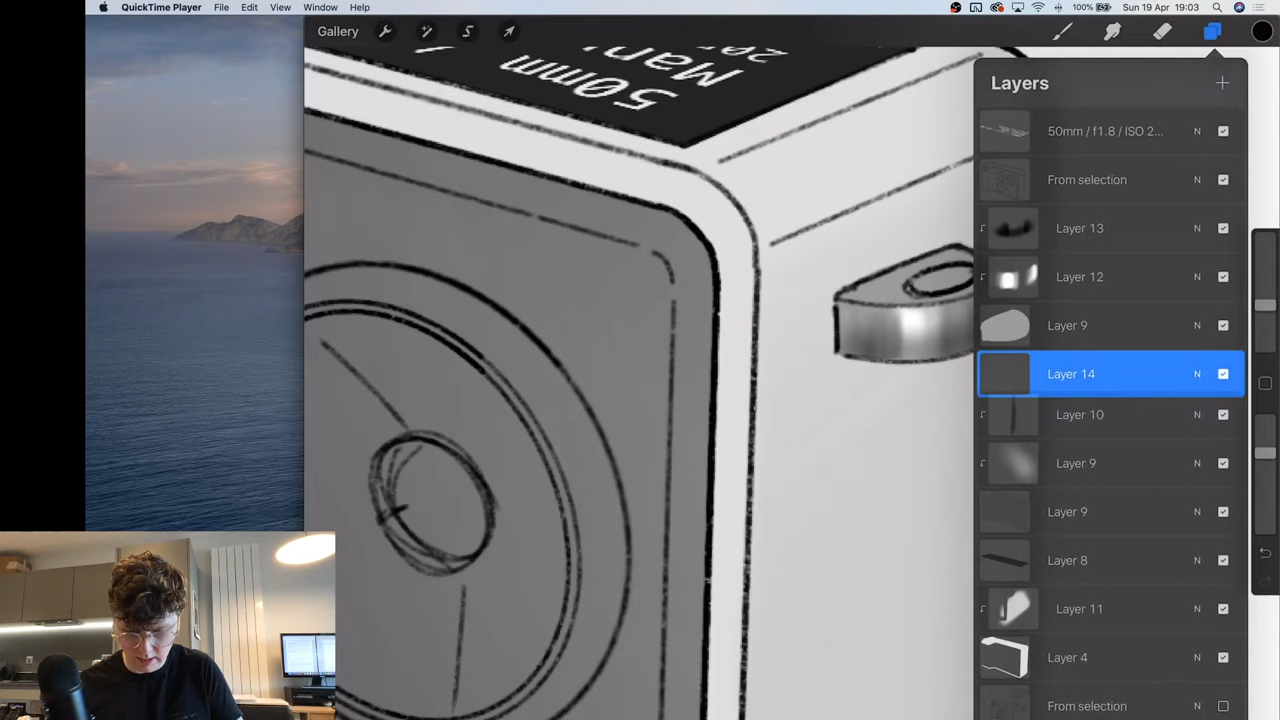 QuickTime Player File Edit View Window Help 100% Sun 19 Apr 19:03
Gallery
50mm
Layers
50mm / f1.8 / ISO 2...
N
From selection
N
Layer 13
N
Layer 12
N
Layer 9
N
Layer 14
N
Layer 10
N
Layer 9
N
Layer 9
N
Layer 8
N
Layer 11
N
Layer 4
N
From selection
N